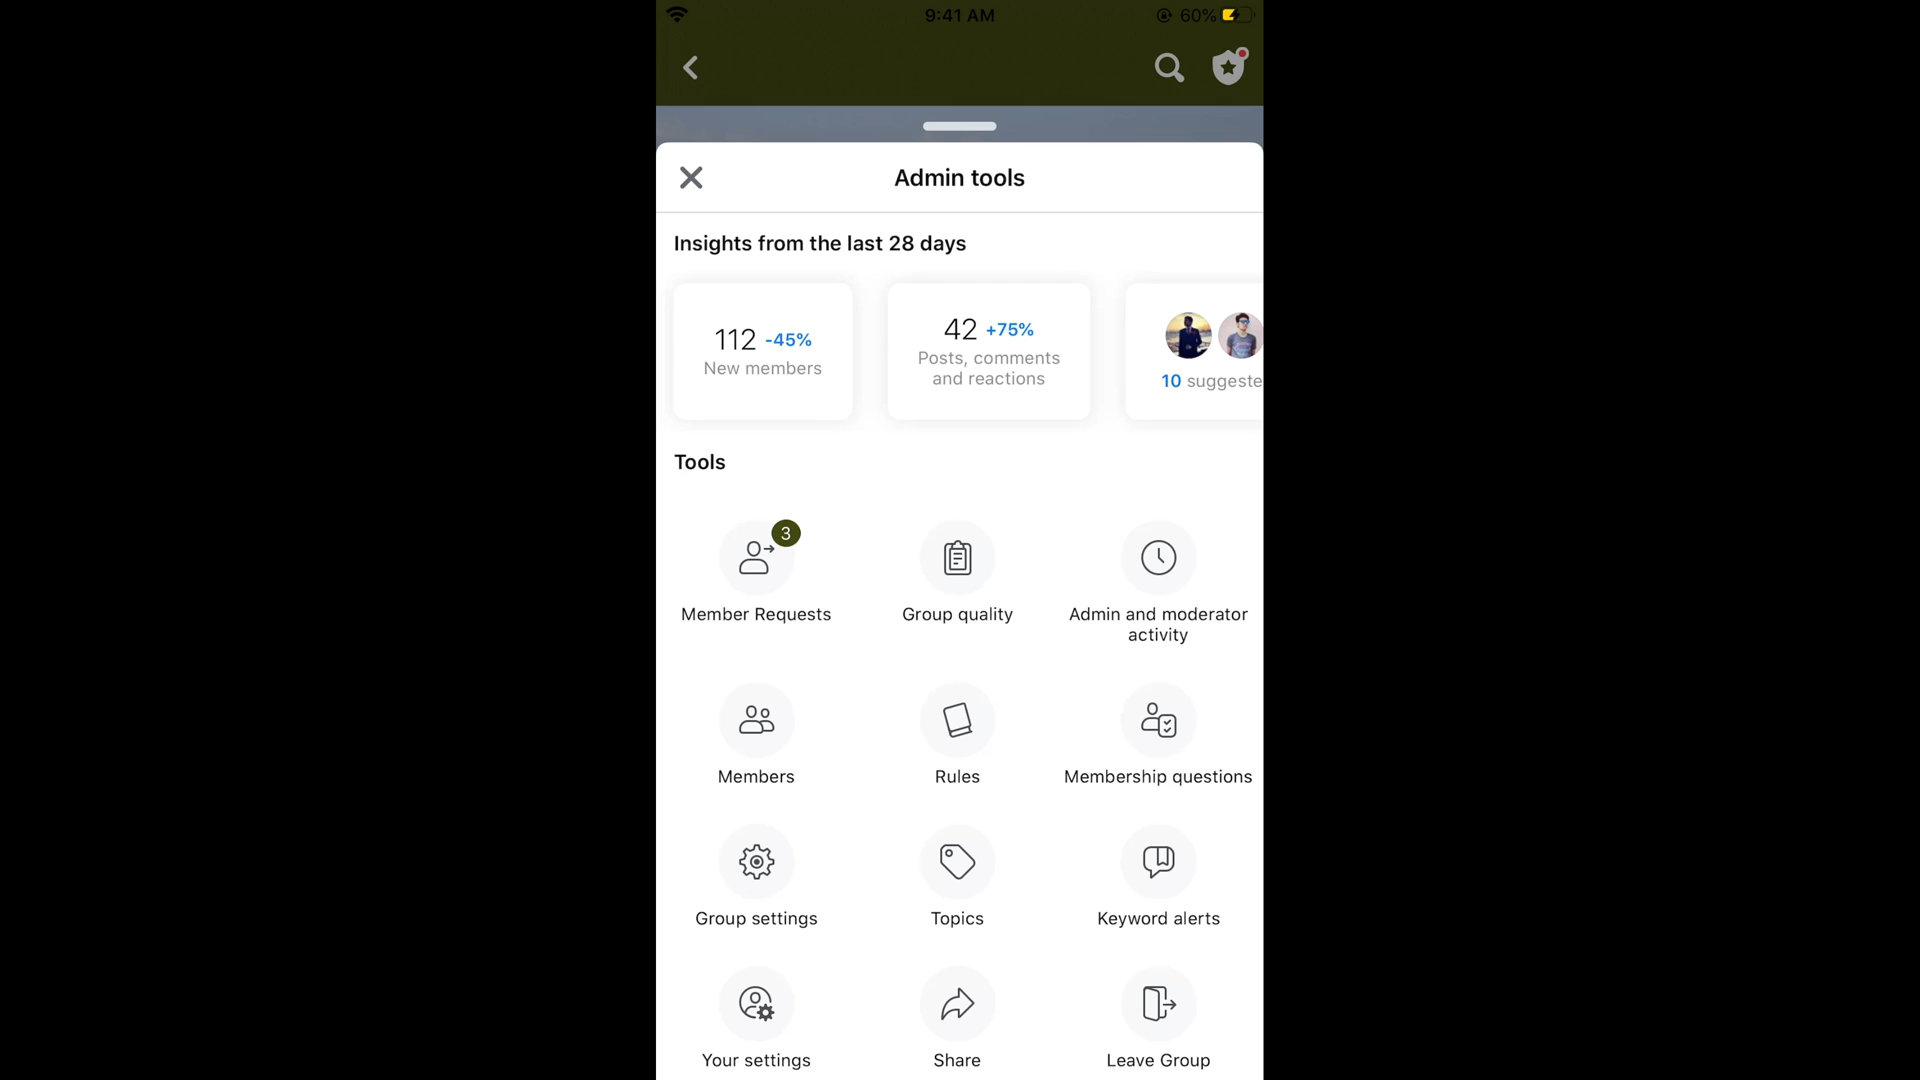 9:41 AM
60%
Admin tools
Insights from the last 28 days
112 -45%
New members
42 +75%
Posts, comments
and reactions
10 suggeste
Tools
3
Member Requests
Group quality
Admin and moderator
activity
Members
Rules
Membership questions
Group settings
Topics
Keyword alerts
Your settings
Share
Leave Group